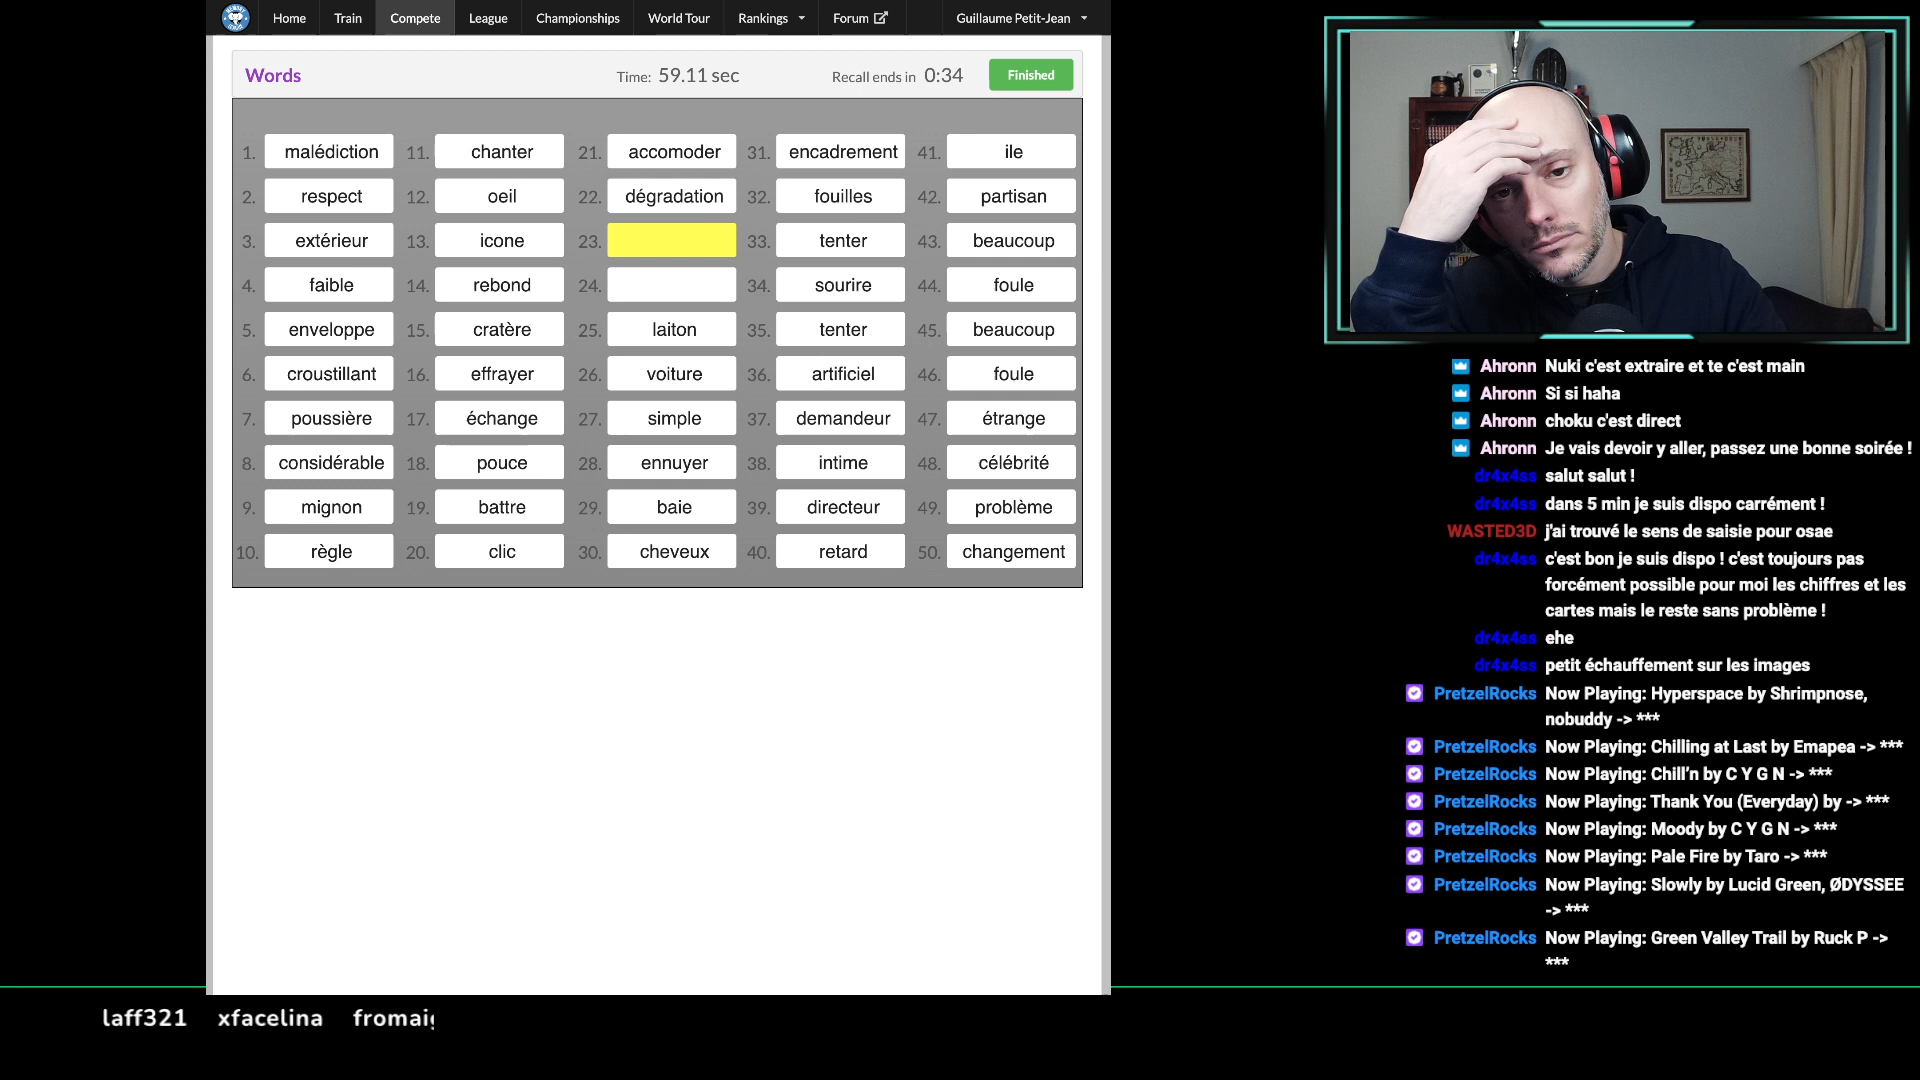 Home Train Compete League Championships World Tour Rankings Forum Guillaume Petit-Jean
Words Time: 59.11 sec Recall ends in 0:34 Finished
1. malédiction 11. chanter 21. accomoder 31. encadrement 41. ile
2. respect 12. oeil 22. dégradation 32. fouilles 42. partisan
3. extérieur 13. icone 23. 33. tenter 43. beaucoup
4. faible 14. rebond 24. 34. sourire 44. foule
5. enveloppe 15. cratère 25. laiton 35. tenter 45. beaucoup
6. croustillant 16. effrayer 26. voiture 36. artificiel 46. foule
7. poussière 17. échange 27. simple 37. demandeur 47. étrange
8. considérable 18. pouce 28. ennuyer 38. intime 48. célébrité
9. mignon 19. battre 29. baie 39. directeur 49. problème
10. règle 20. clic 30. cheveux 40. retard 50. changement
Ahronn Nuki c'est extraire et te c'est main
Ahronn Si si haha
Ahronn choku c'est direct
Ahronn Je vais devoir y aller, passez une bonne soirée !
dr4x4ss salut salut !
dr4x4ss dans 5 min je suis dispo carrément !
WASTED3D j'ai trouvé le sens de saisie pour osae
dr4x4ss c'est bon je suis dispo ! c'est toujours pas
forcément possible pour moi les chiffres et les
cartes mais le reste sans problème !
dr4x4ss ehe
dr4x4ss petit échauffement sur les images
PretzelRocks Now Playing: Hyperspace by Shrimpnose,
nobuddy -> ***
PretzelRocks Now Playing: Chilling at Last by Emapea -> ***
PretzelRocks Now Playing: Chill’n by C Y G N -> ***
PretzelRocks Now Playing: Thank You (Everyday) by -> ***
PretzelRocks Now Playing: Moody by C Y G N -> ***
PretzelRocks Now Playing: Pale Fire by Taro -> ***
PretzelRocks Now Playing: Slowly by Lucid Green, ØDYSSEE
-> ***
PretzelRocks Now Playing: Green Valley Trail by Ruck P ->
***
laff321 xfacelina